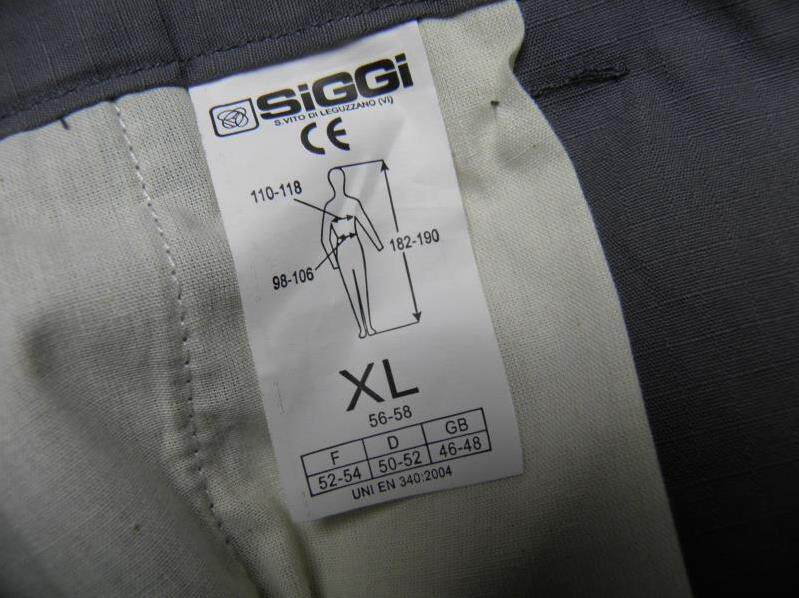 SiGGi
S.VITO DI LEGUZZANO (VI)
CE
110-118
182-190
98-106
XL
56-58
F D GB
52-54 50-52 46-48
UNI EN 340:2004